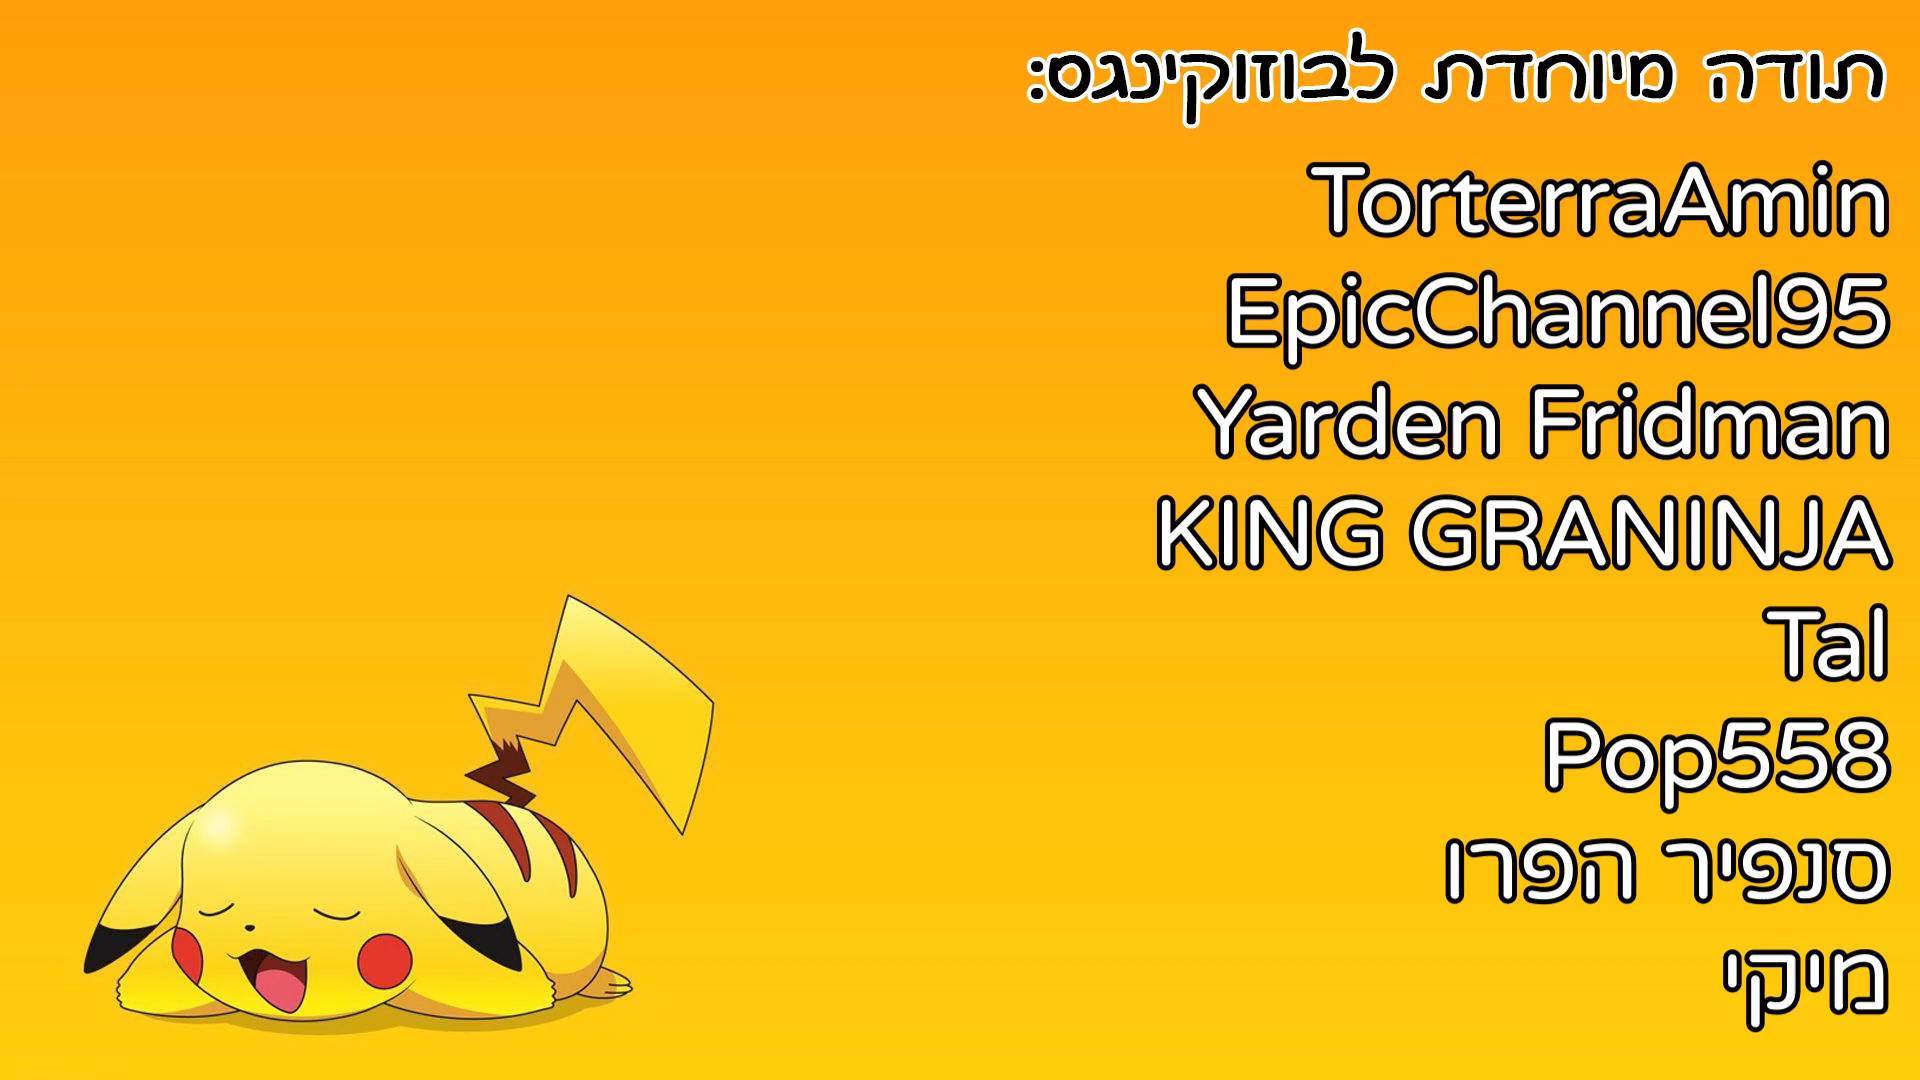 תודה מיוחדת לבוזוקינגס:
TorterraAmin
EpicChannel95
Yarden Fridman
KING GRANINJA
Tal
Pop558
סנפיר הפרו
מיקי